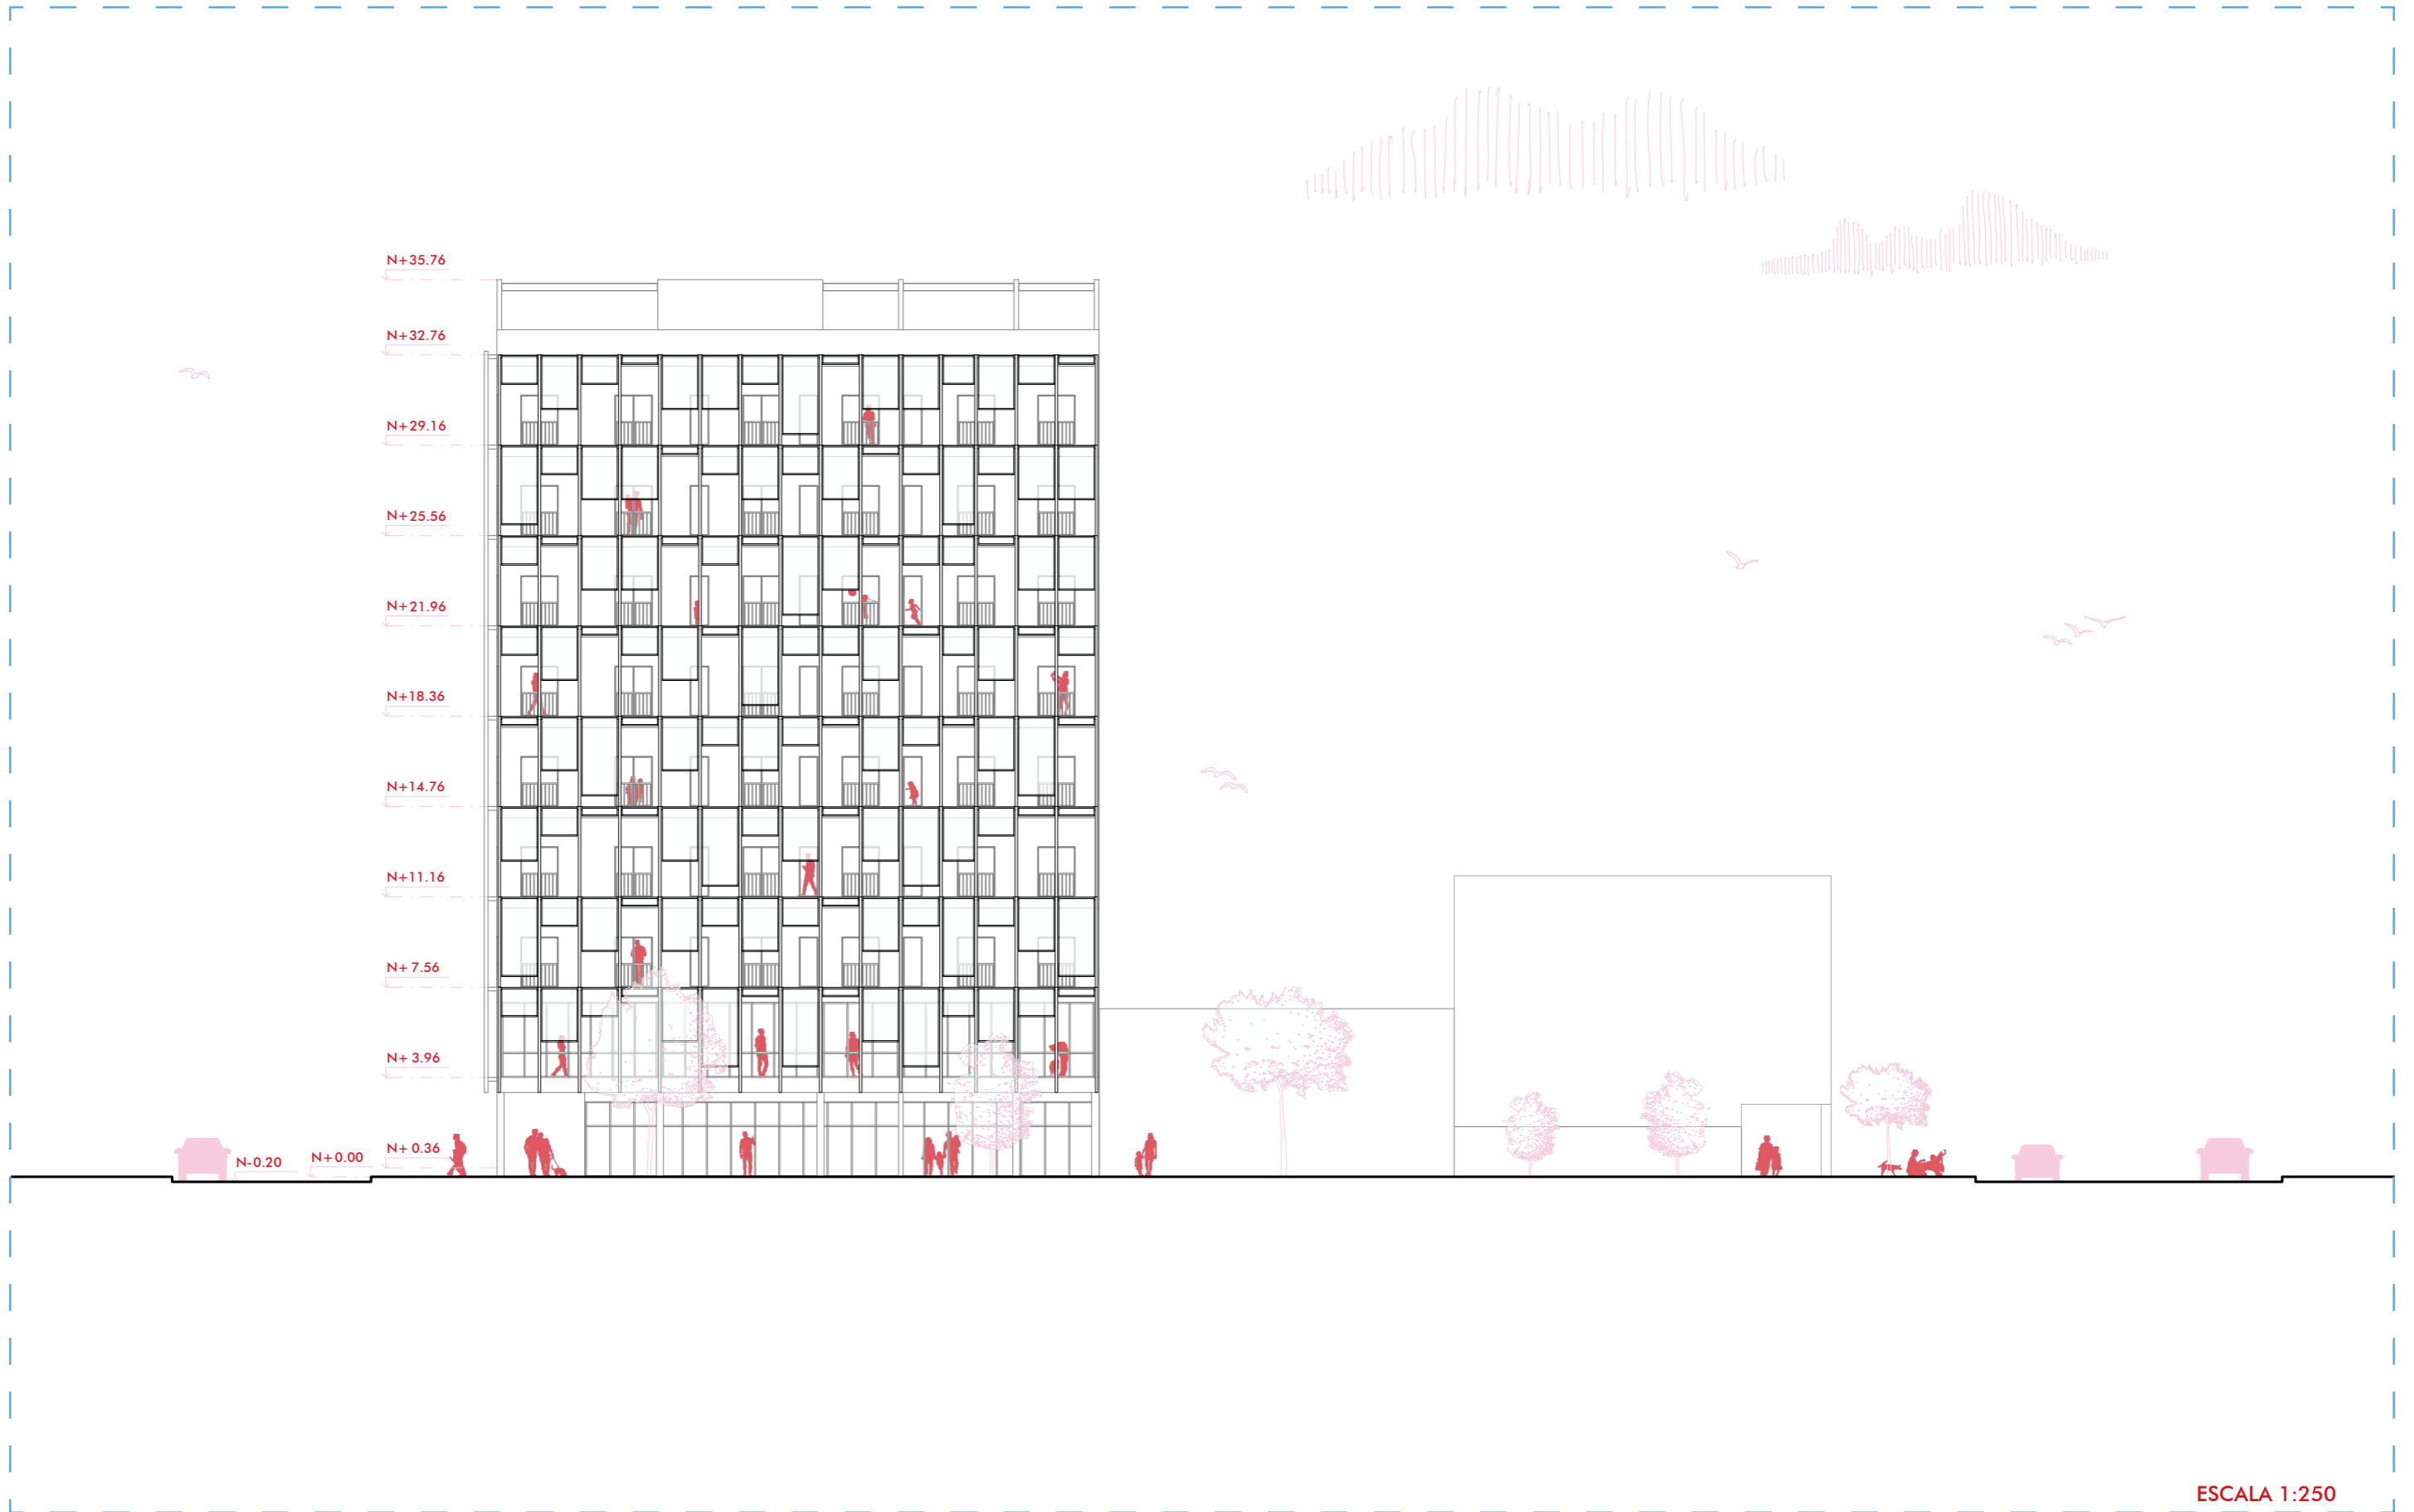 N+35.76
N+32.76
N+29.16
N+25.56
N+21.96
N+18.36
N+14.76
N+11.16
N+ 7.56
N+ 3.96
N+ 0.36
N+0.00
N-0.20
ESCALA 1:250